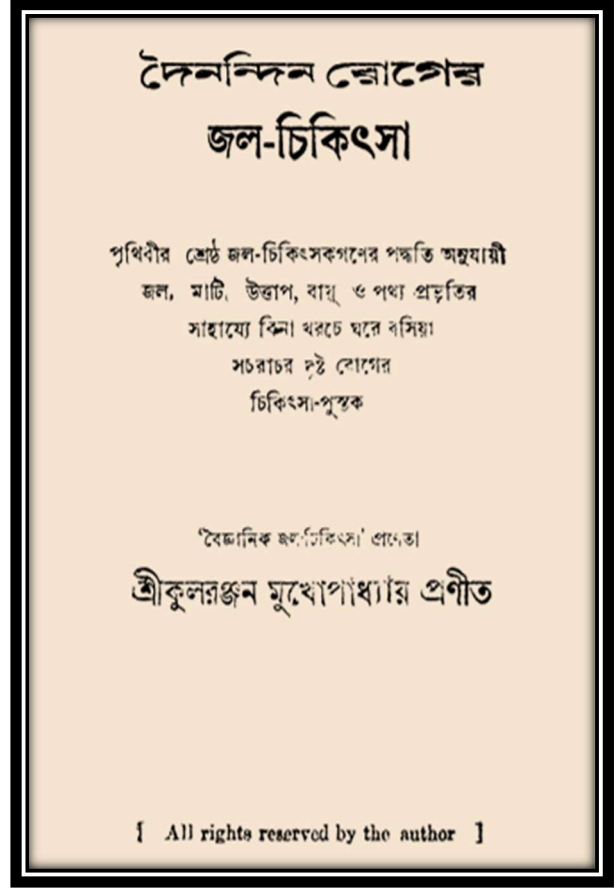 দৈনন্দিন রোগের
জল-চিকিৎসা
পৃথিবীর শ্রেষ্ঠ জল-চিকিৎসকগণের পদ্ধতি অনুযায়ী
জল, মাটি, উত্তাপ, বায়ু ও পথ্য প্রভৃতির
সাহায্যে বিনা খরচে ঘরে বসিয়া
সচরাচর দৃষ্ট রোগের
চিকিৎসা-পুস্তক
‘বৈজ্ঞানিক জল-চিকিৎসা’ প্রণেতা
শ্রীকুলরঞ্জন মুখোপাধ্যায় প্রণীত
[ All rights reserved by the author ]